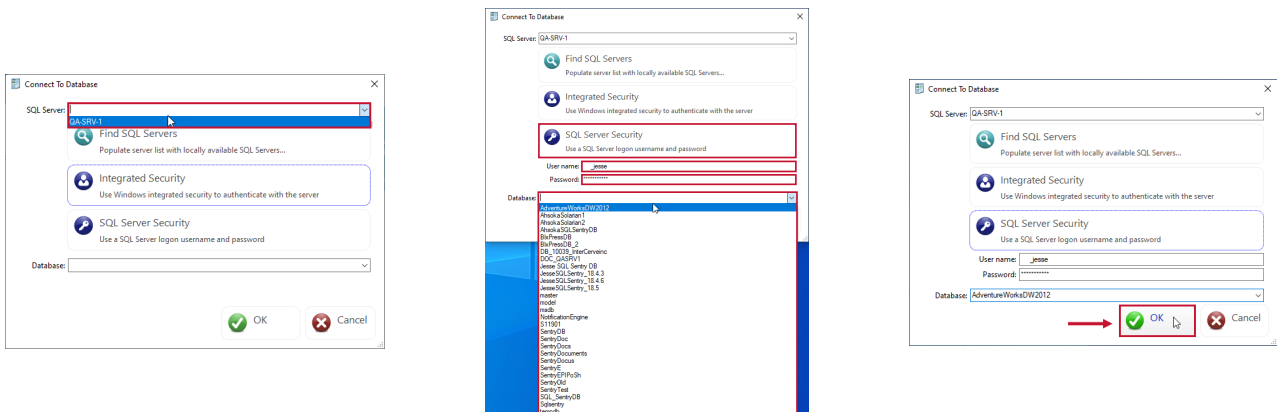 Connect To Database
SQL Server:
QA-SRV-1
Find SQL Servers
Populate server list with locally available SQL Servers...
Integrated Security
Use Windows integrated security to authenticate with the server
SQL Server Security
Use a SQL Server logon username and password
Database:
OK
Cancel
Connect To Database
SQL Server: QA-SRV-1
Find SQL Servers
Populate server list with locally available SQL Servers...
Integrated Security
Use Windows integrated security to authenticate with the server
SQL Server Security
Use a SQL Server logon username and password
User name: _jesse
Password: ***********
Database:
AdventureWorksDW2012
AhsokaSolarian1
AhsokaSolarian2
AhsokaSQLSentryDB
BlxPressDB
BlxPressDB_2
DB_10039_InterCerveinc
DOC_QASRV1
Jesse SQL Sentry DB
JesseSQLSentry_18.4.3
JesseSQLSentry_18.4.6
JesseSQLSentry_18.5
master
model
msdb
NotificationEngine
S11901
SentryDB
SentryDoc
SentryDocs
SentryDocuments
SentryDocus
SentryE
SentryEPIPoSh
SentryOld
SentryTest
SQL_SentryDB
Sqlsentry
tempdb
Connect To Database
SQL Server: QA-SRV-1
Find SQL Servers
Populate server list with locally available SQL Servers...
Integrated Security
Use Windows integrated security to authenticate with the server
SQL Server Security
Use a SQL Server logon username and password
User name: _jesse
Password: ***********
Database: AdventureWorksDW2012
OK
Cancel